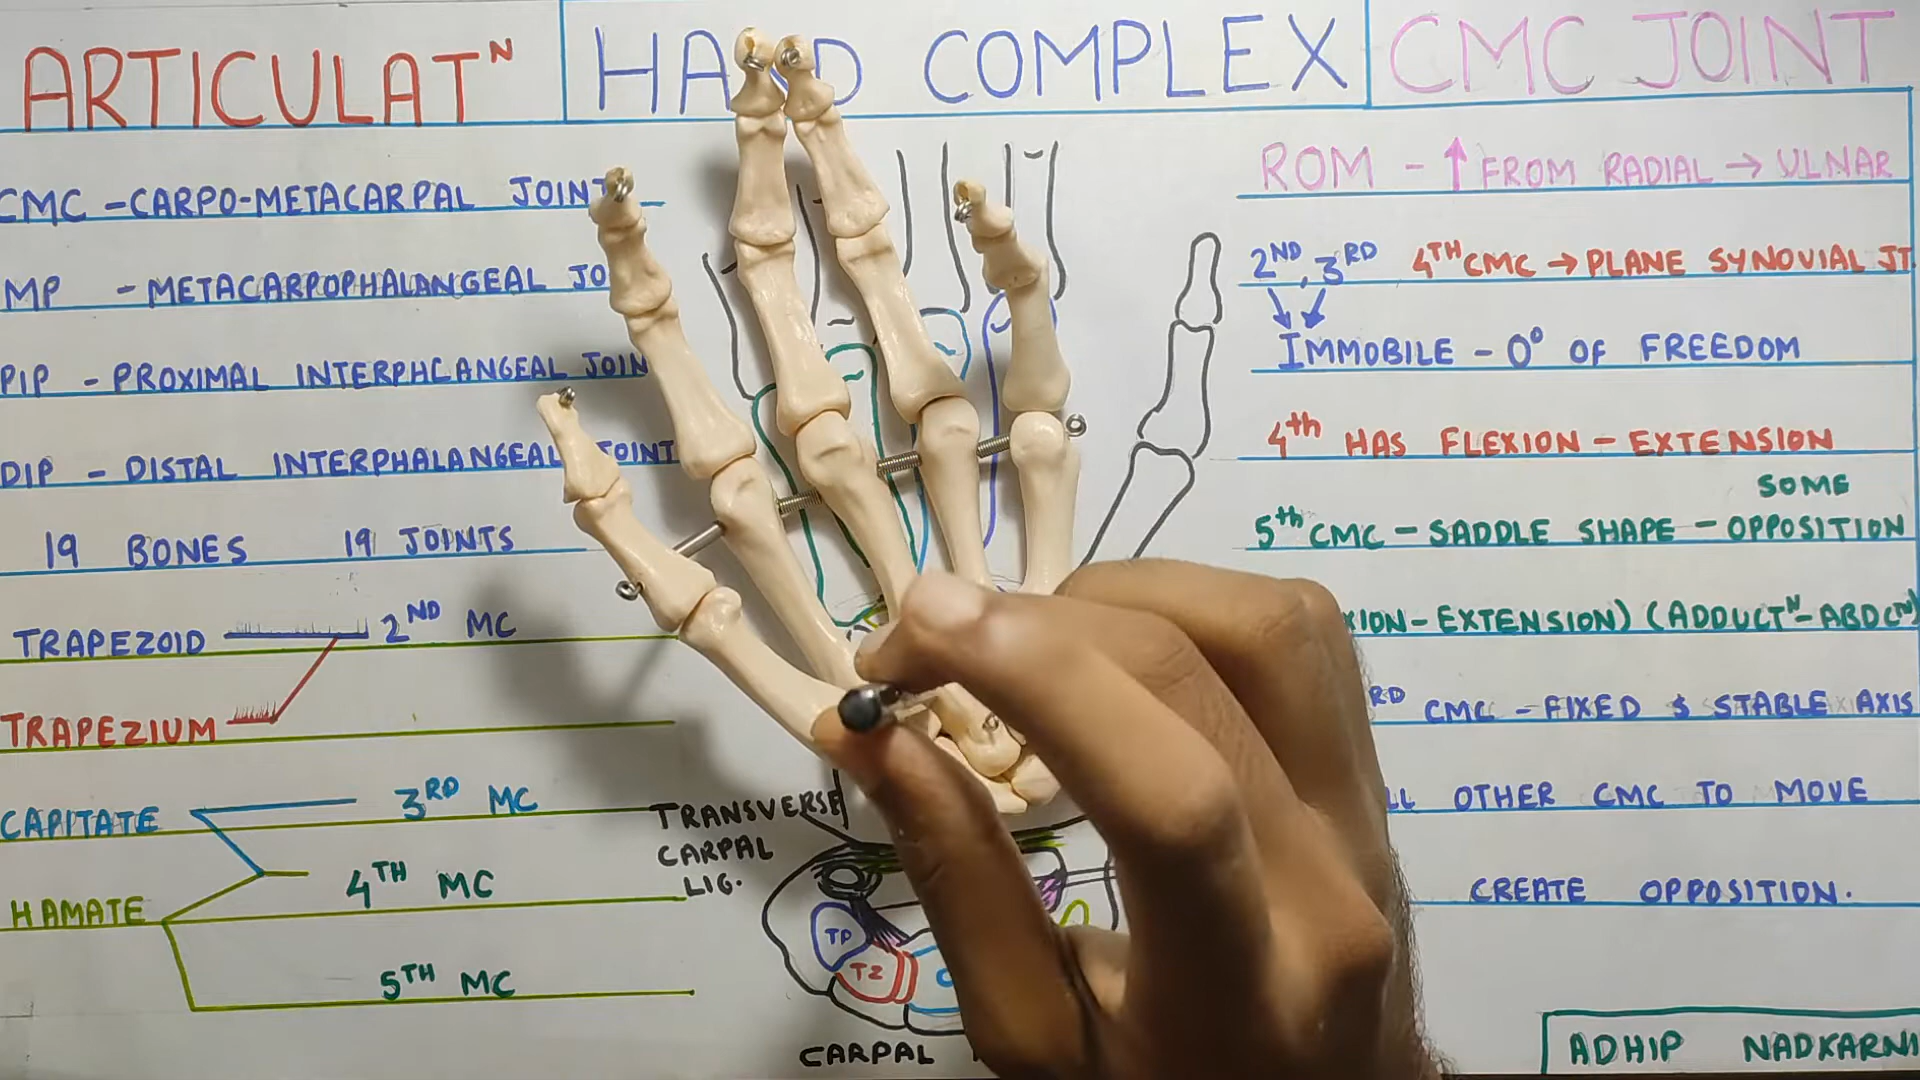 ARTICULATᴺ
CMC - CARPO-METACARPAL JOINT
MP - METACARPOPHALANGEAL JO
PIP - PROXIMAL INTERPHLANGEAL JOIN
DIP - DISTAL INTERPHALANGEAL JOINT
19 BONES 19 JOINTS
TRAPEZOID 2ND MC
TRAPEZIUM
CAPITATE 3RD MC
4TH MC
HAMATE
5TH MC
HAND COMPLEX
TRANSVERSE
CARPAL
LIG.
TP
TZ
CARPAL
CMC JOINT
ROM - ↑ FROM RADIAL → ULNAR
2ND, 3RD 4TH CMC → PLANE SYNOVIAL JT
IMMOBILE - 0° OF FREEDOM
4th HAS FLEXION - EXTENSION
SOME
5th CMC - SADDLE SHAPE - OPPOSITION
XION - EXTENSION) (ADDUCTᴺ - ABDCᴺ)
RD CMC - FIXED & STABLE AXIS
LL OTHER CMC TO MOVE
CREATE OPPOSITION.
ADHIP NADKARNI